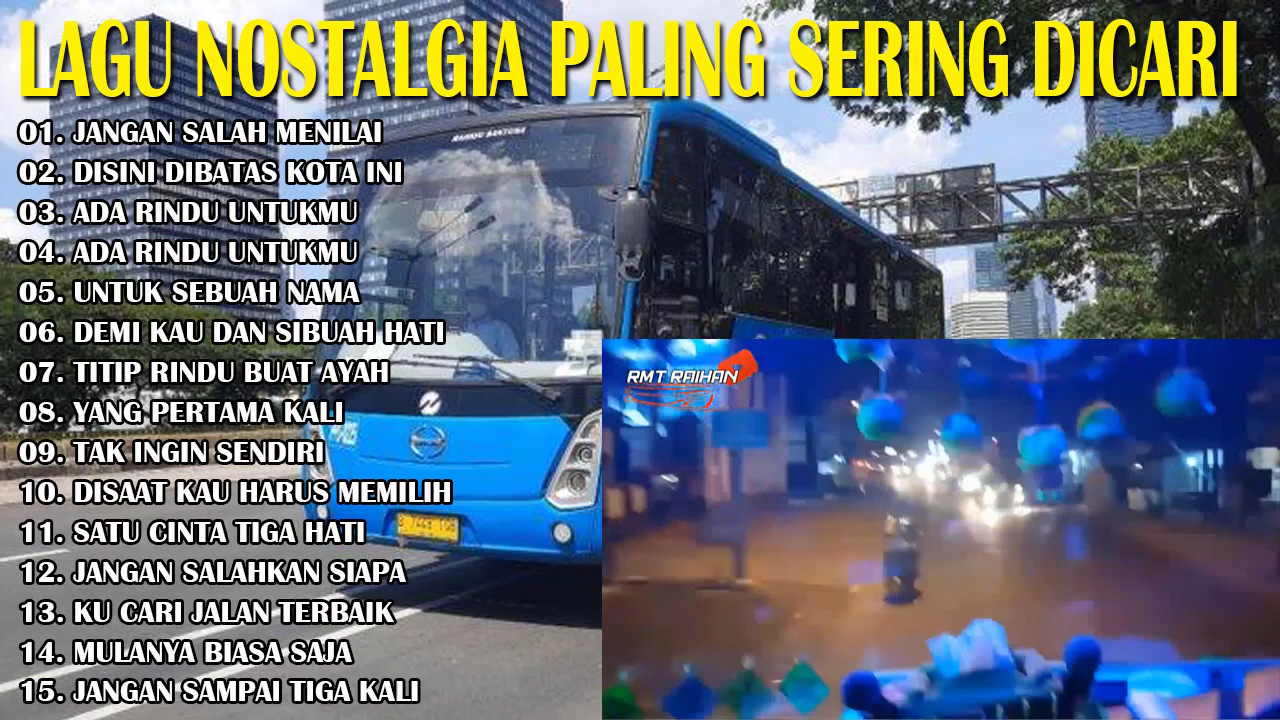 LAGU NOSTALGIA PALING SERING DICARI
01. JANGAN SALAH MENILAI
02. DISINI DIBATAS KOTA INI
03. ADA RINDU UNTUKMU
04. ADA RINDU UNTUKMU
05. UNTUK SEBUAH NAMA
06. DEMI KAU DAN SIBUAH HATI
07. TITIP RINDU BUAT AYAH
08. YANG PERTAMA KALI
09. TAK INGIN SENDIRI
10. DISAAT KAU HARUS MEMILIH
11. SATU CINTA TIGA HATI
12. JANGAN SALAHKAN SIAPA
13. KU CARI JALAN TERBAIK
14. MULANYA BIASA SAJA
15. JANGAN SAMPAI TIGA KALI
RMT RAIHAN